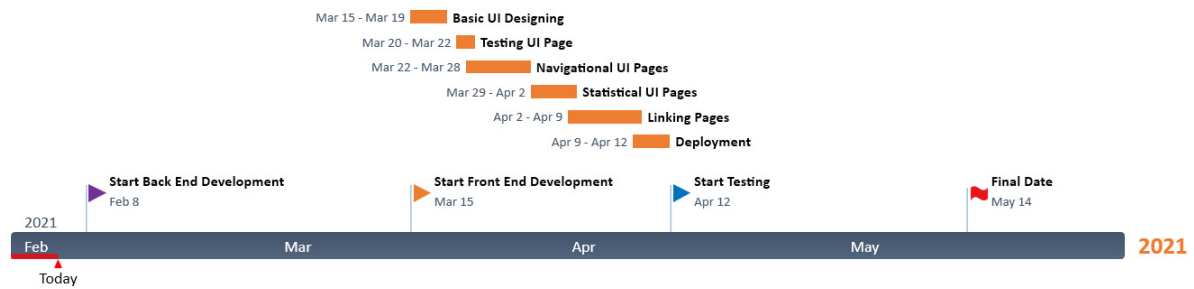 Mar 15 - Mar 19 Basic UI Designing
Mar 20 - Mar 22 Testing UI Page
Mar 22 - Mar 28 Navigational UI Pages
Mar 29 - Apr 2 Statistical UI Pages
Apr 2 - Apr 9 Linking Pages
Apr 9 - Apr 12 Deployment
Start Back End Development
Feb 8
Start Front End Development
Mar 15
Start Testing
Apr 12
Final Date
May 14
2021
Feb Mar Apr May 2021
Today